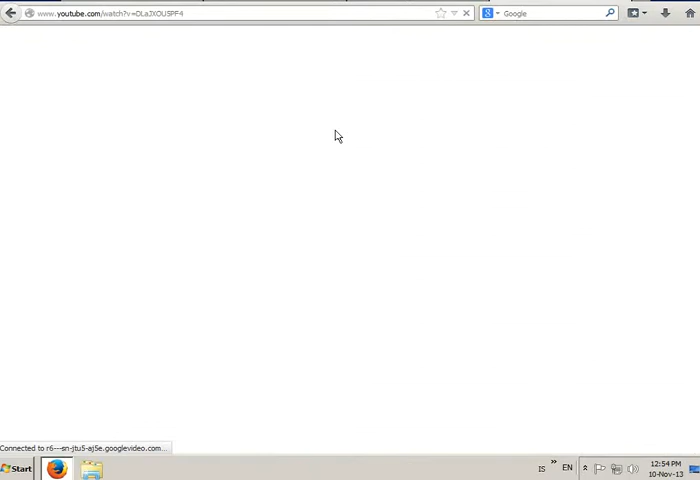 www.youtube.com/watch?v=OLaJXOUSPF4
Google
Connected to r6---sn-jtu5-aj5e.googlevideo.com...
Start
IS
EN
12:54 PM
10-Nov-13